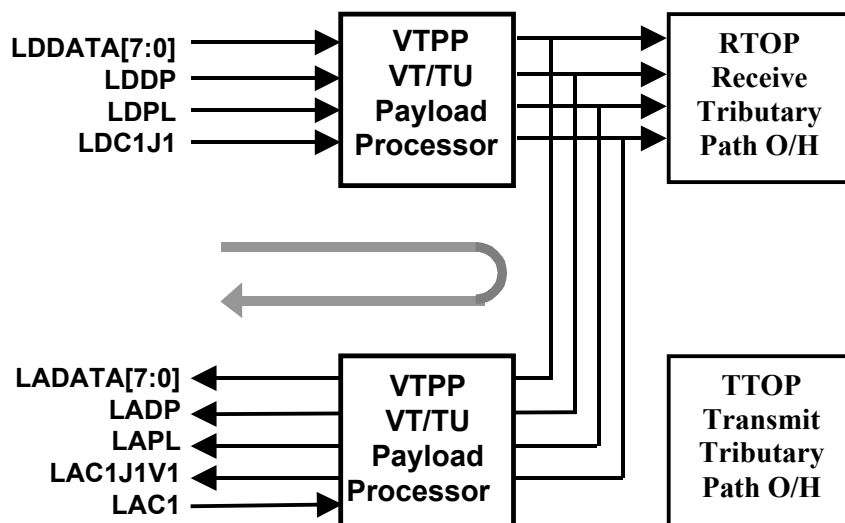 LDDATA[7:0]
LDDP
LDPL
LDC1J1
VTPP
VT/TU
Payload
Processor
RTOP
Receive
Tributary
Path O/H
LADATA[7:0]
LADP
LAPL
LAC1J1V1
LAC1
VTPP
VT/TU
Payload
Processor
TTOP
Transmit
Tributary
Path O/H